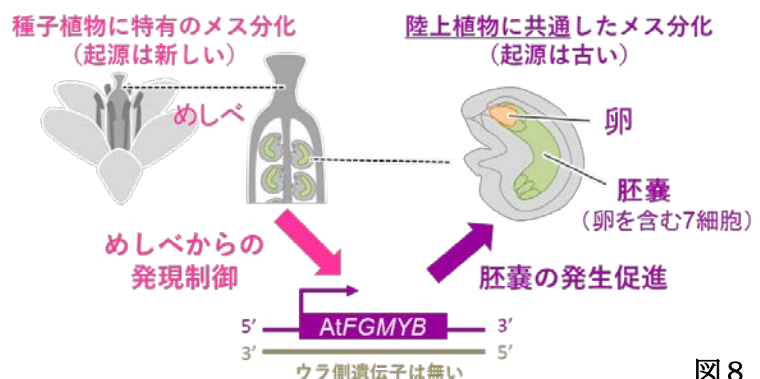 種子植物に特有のメス分化
（起源は新しい）
陸上植物に共通したメス分化
（起源は古い）
めしべ
卵
胚嚢
（卵を含む7細胞）
めしべからの
発現制御
胚嚢の発生促進
5′ AtFGMYB 3′
3′ 5′
ウラ側遺伝子は無い
図８